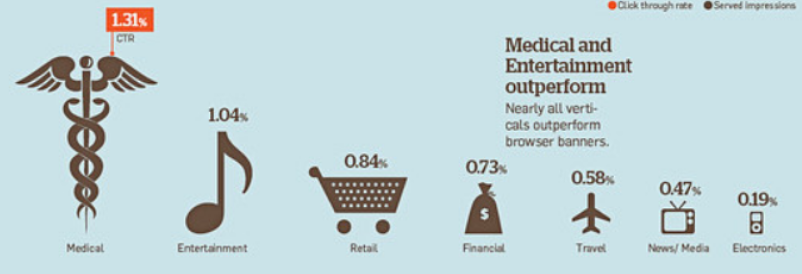 Click through rate Served impressions
1.31%
CTR
Medical and
Entertainment
outperform
Nearly all verti-
cals outperform
browser banners.
1.04%
0.84%
0.73%
0.58%
0.47%
0.19%
$
Medical Entertainment Retail Financial Travel News/ Media Electronics